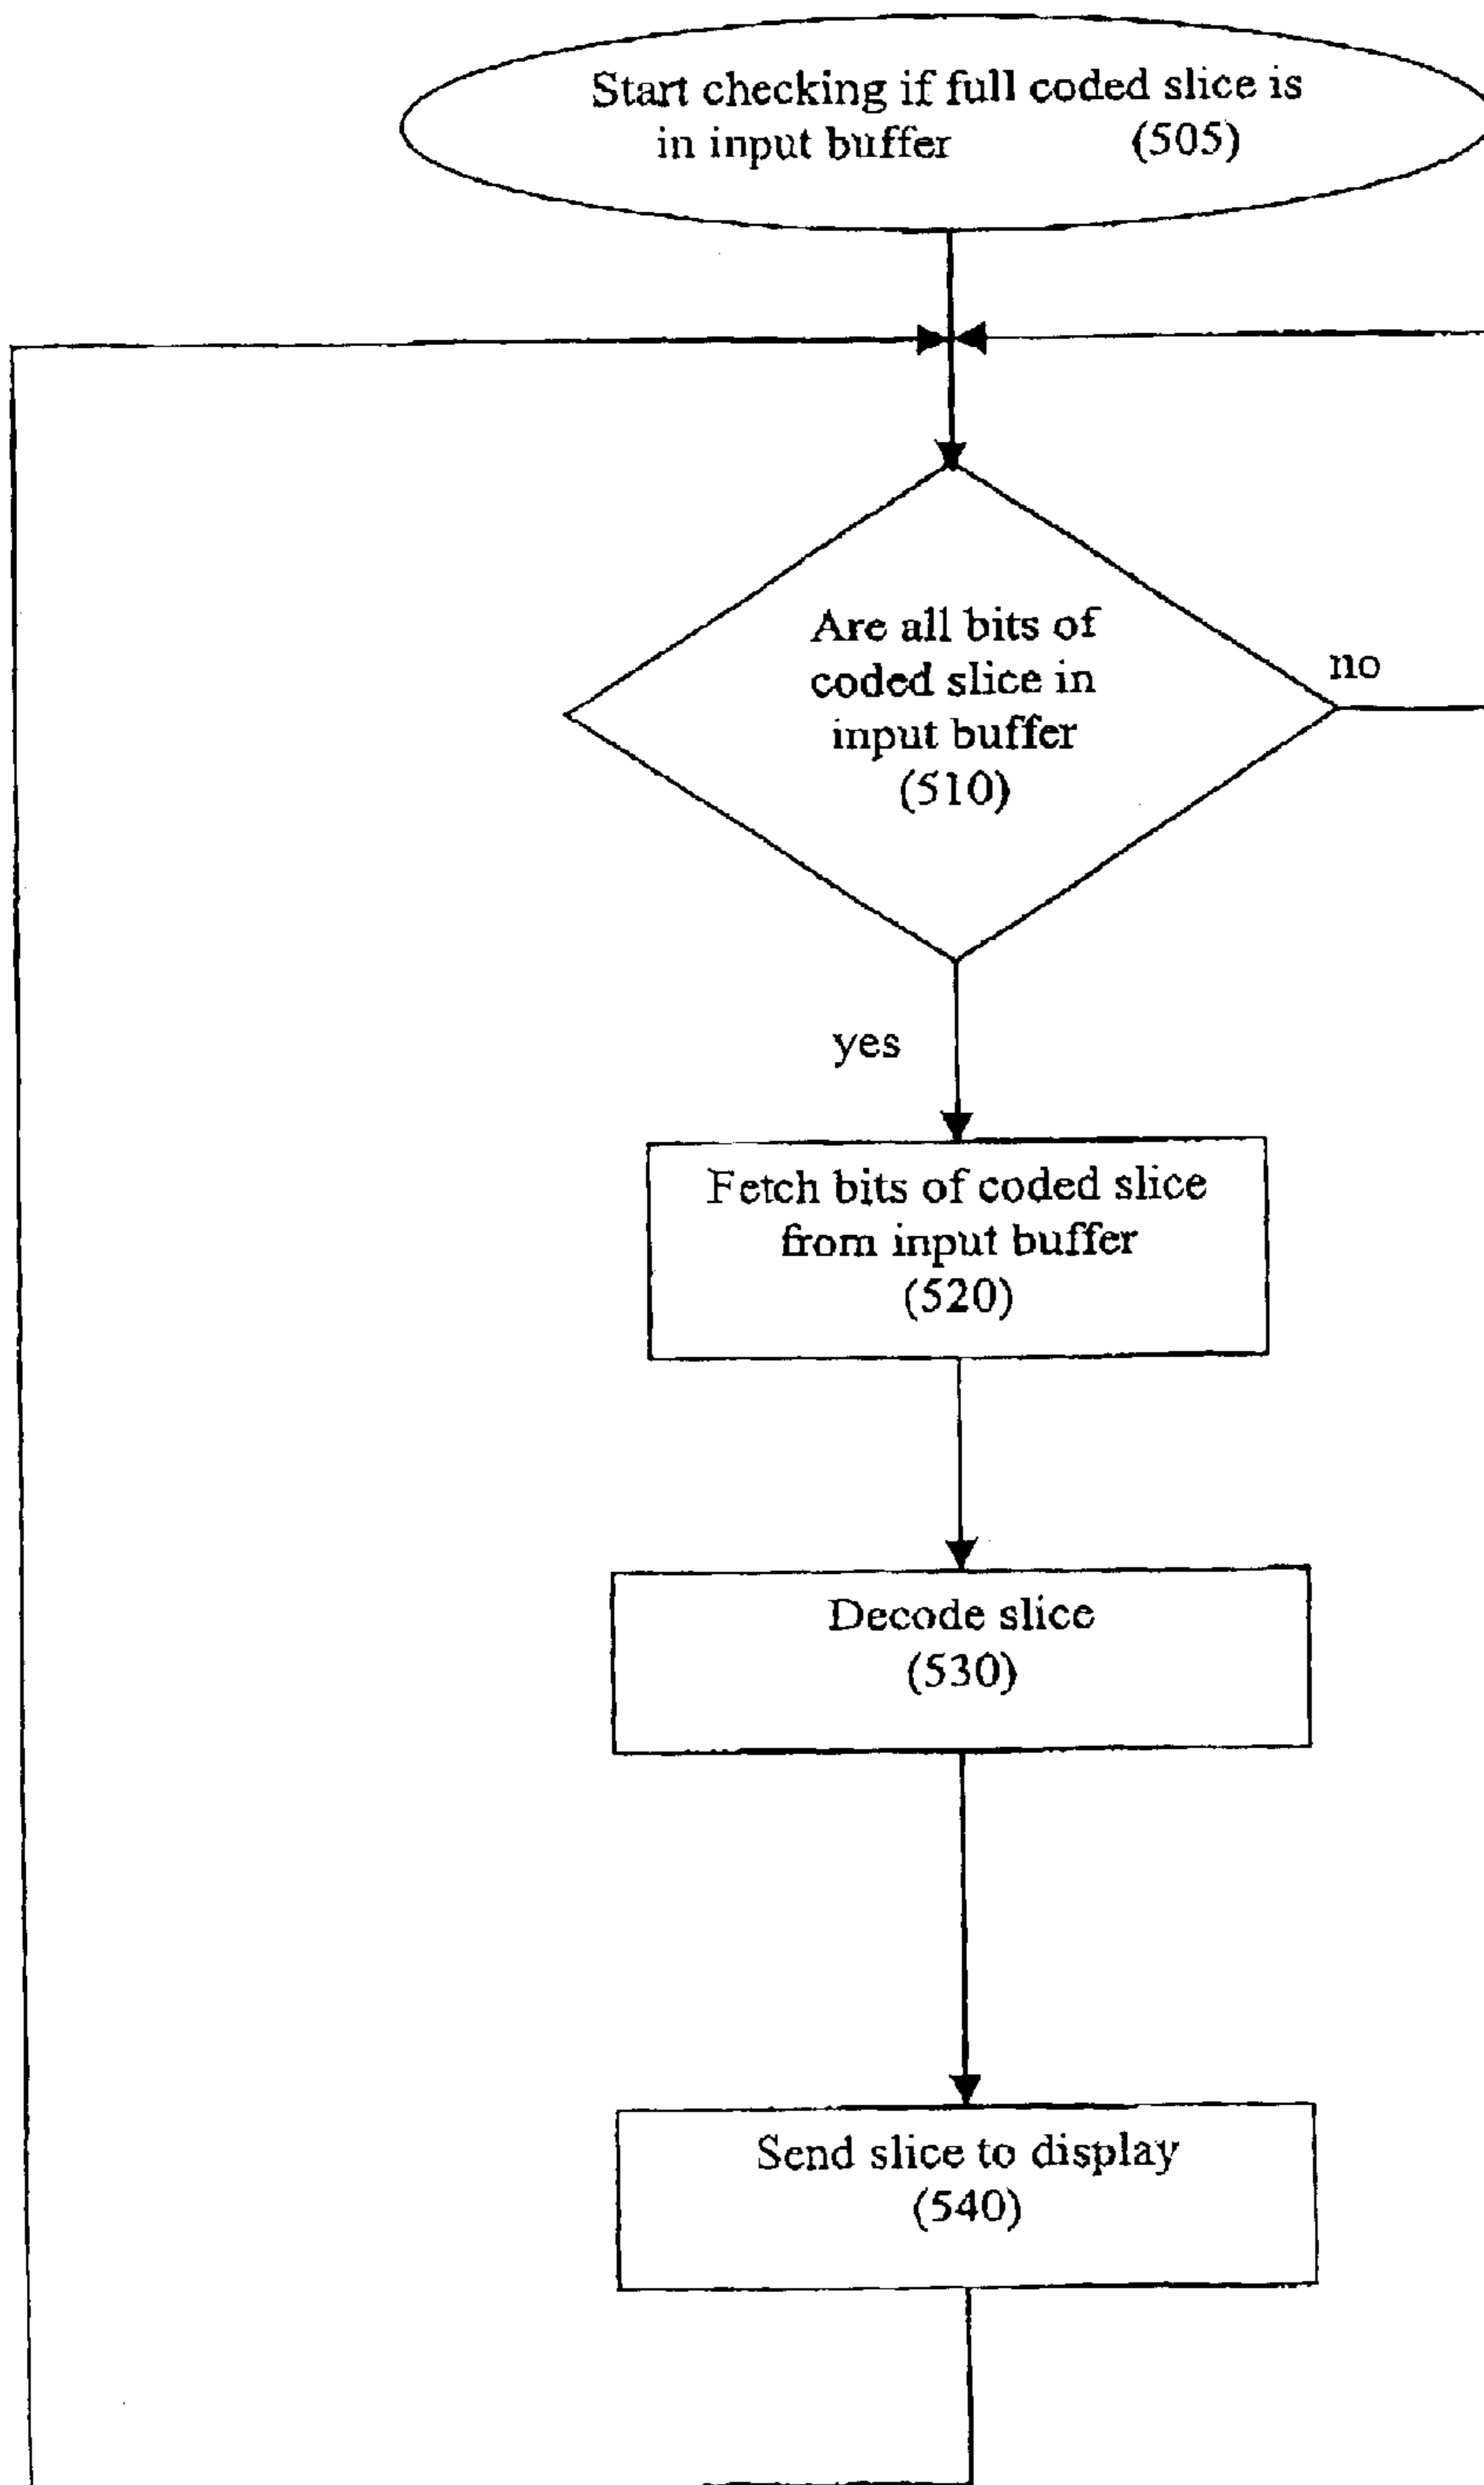 Start checking if full coded slice is
in input buffer (505)
Are all bits of
coded slice in
input buffer
(510)
no
yes
Fetch bits of coded slice
from input buffer
(520)
Decode slice
(530)
Send slice to display
(540)